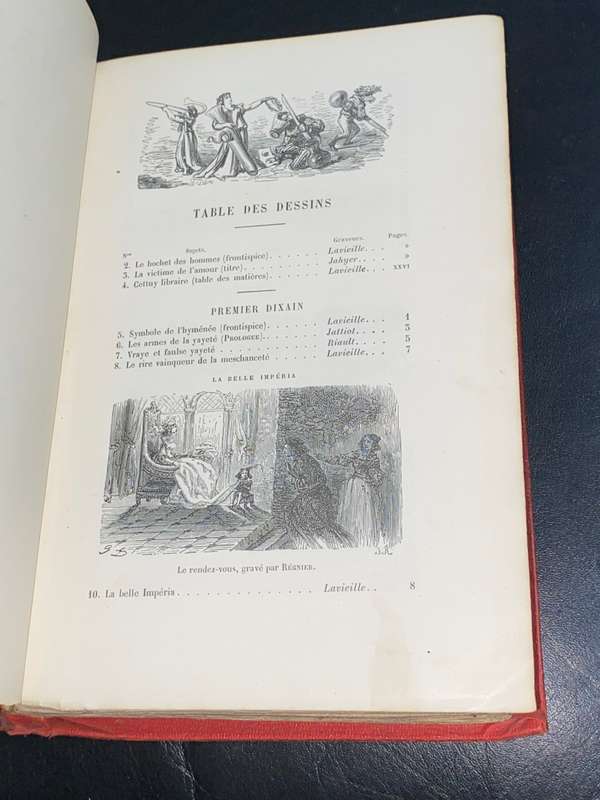 TABLE DES DESSINS
Nos Sujets. Graveurs. Pages.
2. Le hochet des hommes (frontispice). . . . . . Lavieille. . . »
3. La victime de l'amour (titre). . . . . . . . Jahyer. . . »
4. Cettuy libraire (table des matières). . . . . . Lavieille. . . XXVI
PREMIER DIXAIN
5. Symbole de l'hyménée (frontispice) . . . . . . Lavieille. . . 1
6. Les armes de la yayeté (PROLOGUE). . . . . . . Jattiot. . . 3
7. Vraye et faulse yayeté . . . . . . . . . Riault. . . 5
8. Le rire vainqueur de la meschanceté . . . . . . Lavieille. . . 7
LA BELLE IMPÉRIA
G D J.R.
Le rendez-vous, gravé par RÉGNIER.
10. La belle Impéria. . . . . . . . . . . . . . Lavieille. . 8